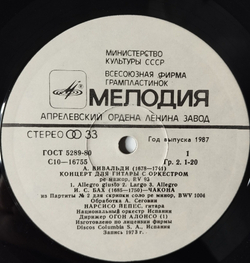 МИНИСТЕРСТВО
КУЛЬТУРЫ СССР
ВСЕСОЮЗНАЯ ФИРМА
ГРАМПЛАСТИНОК
МЕЛОДИЯ
АПРЕЛЕВСКИЙ ОРДЕНА ЛЕНИНА ЗАВОД
СТЕРЕО 33
Год выпуска 1987
ГОСТ 5289-80 I
С10—16755 Гр. 2. 1-20
А. ВИВАЛЬДИ (1678—1741)
КОНЦЕРТ ДЛЯ ГИТАРЫ С ОРКЕСТРОМ
ре мажор, RV 93
1. Allegro giusto 2. Largo 3. Allegro
И. С. БАХ (1685—1750)—ЧАКОНА
из Партиты № 2 для скрипки соло ре минор, BWV 1004
Обработка А. Сеговии
НАРСИСО ЙЕПЕС, гитара
Национальный оркестр Испании
Дирижер ОДОН АЛОНСО (1)
Изготовлено по лицензии фирмы
Discos Columbia S. A., Испания
Запись 1973 г.